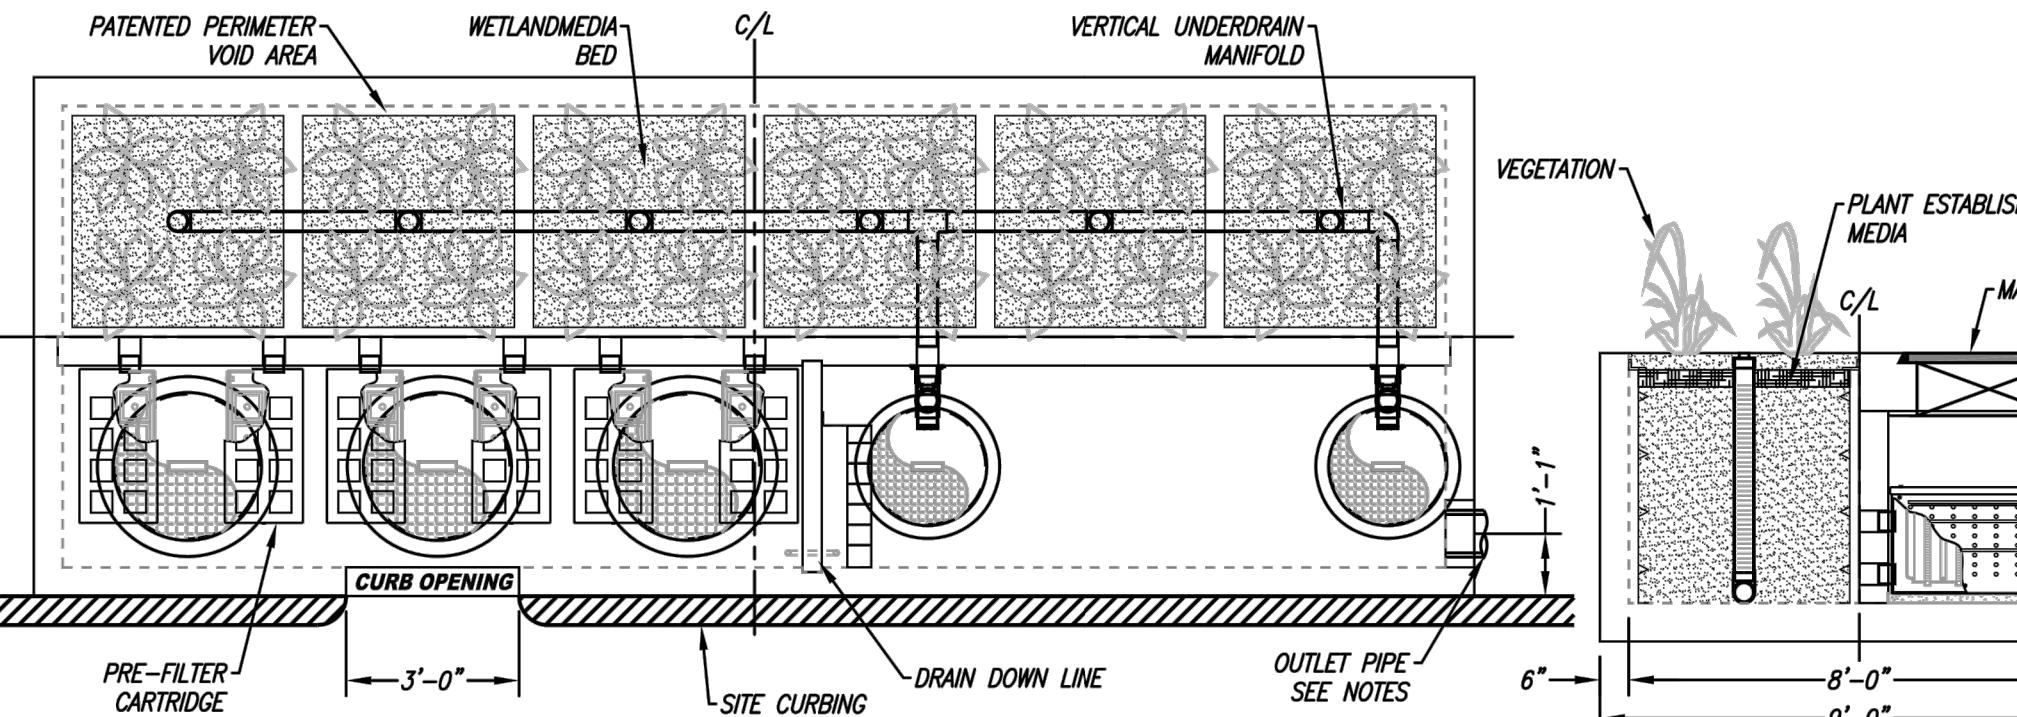 PATENTED PERIMETER
VOID AREA
WETLANDMEDIA
BED
C/L
VERTICAL UNDERDRAIN
MANIFOLD
VEGETATION
PLANT
MEDIA
C/L
1'-1"
CURB OPENING
PRE-FILTER
CARTRIDGE
3'-0"
SITE CURBING
DRAIN DOWN LINE
OUTLET PIPE
SEE NOTES
6"
8'-0"